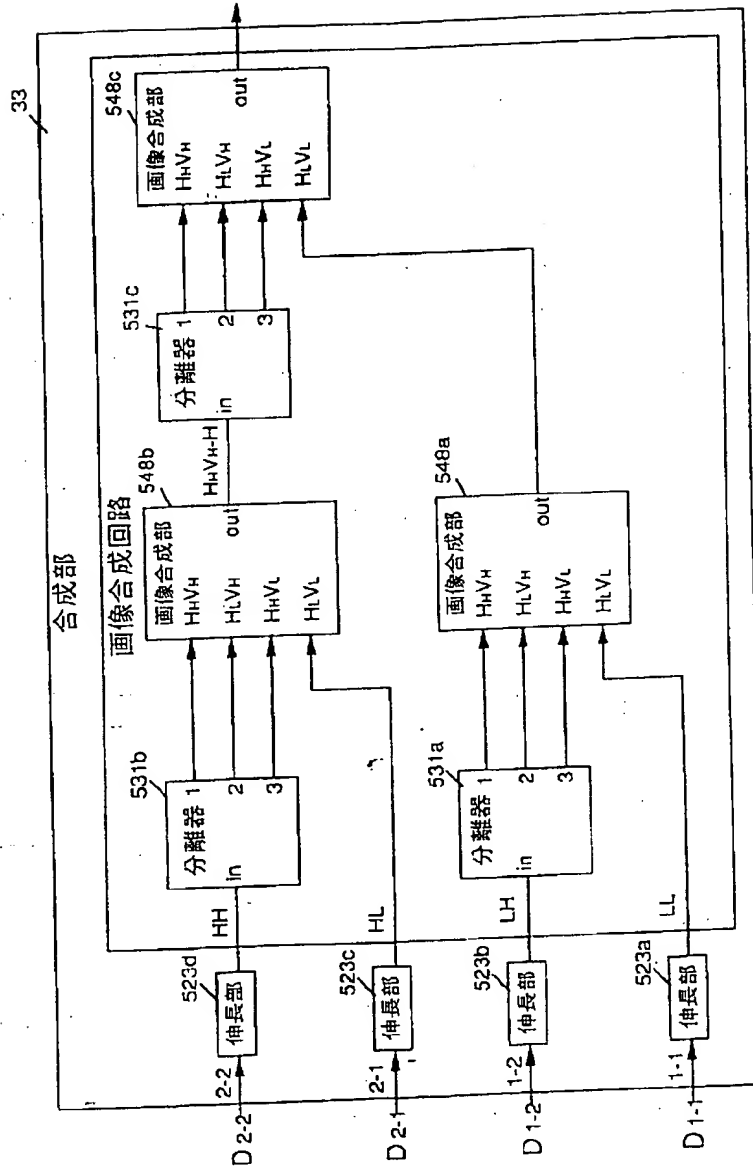 合成部
33
画像合成回路
D2-2
2-2
523d
伸長部
HH
531b
分離器
in
1
2
3
548b
画像合成部
HHVH
HLVH
HHVL
HLVL
out
HHVH-H
531c
分離器
in
1
2
3
548c
画像合成部
HHVH
HLVH
HHVL
HLVL
out
D2-1
2-1
523c
伸長部
HL
D1-2
1-2
523b
伸長部
LH
531a
分離器
in
1
2
3
548a
画像合成部
HHVH
HLVH
HHVL
HLVL
out
D1-1
1-1
523a
伸長部
LL